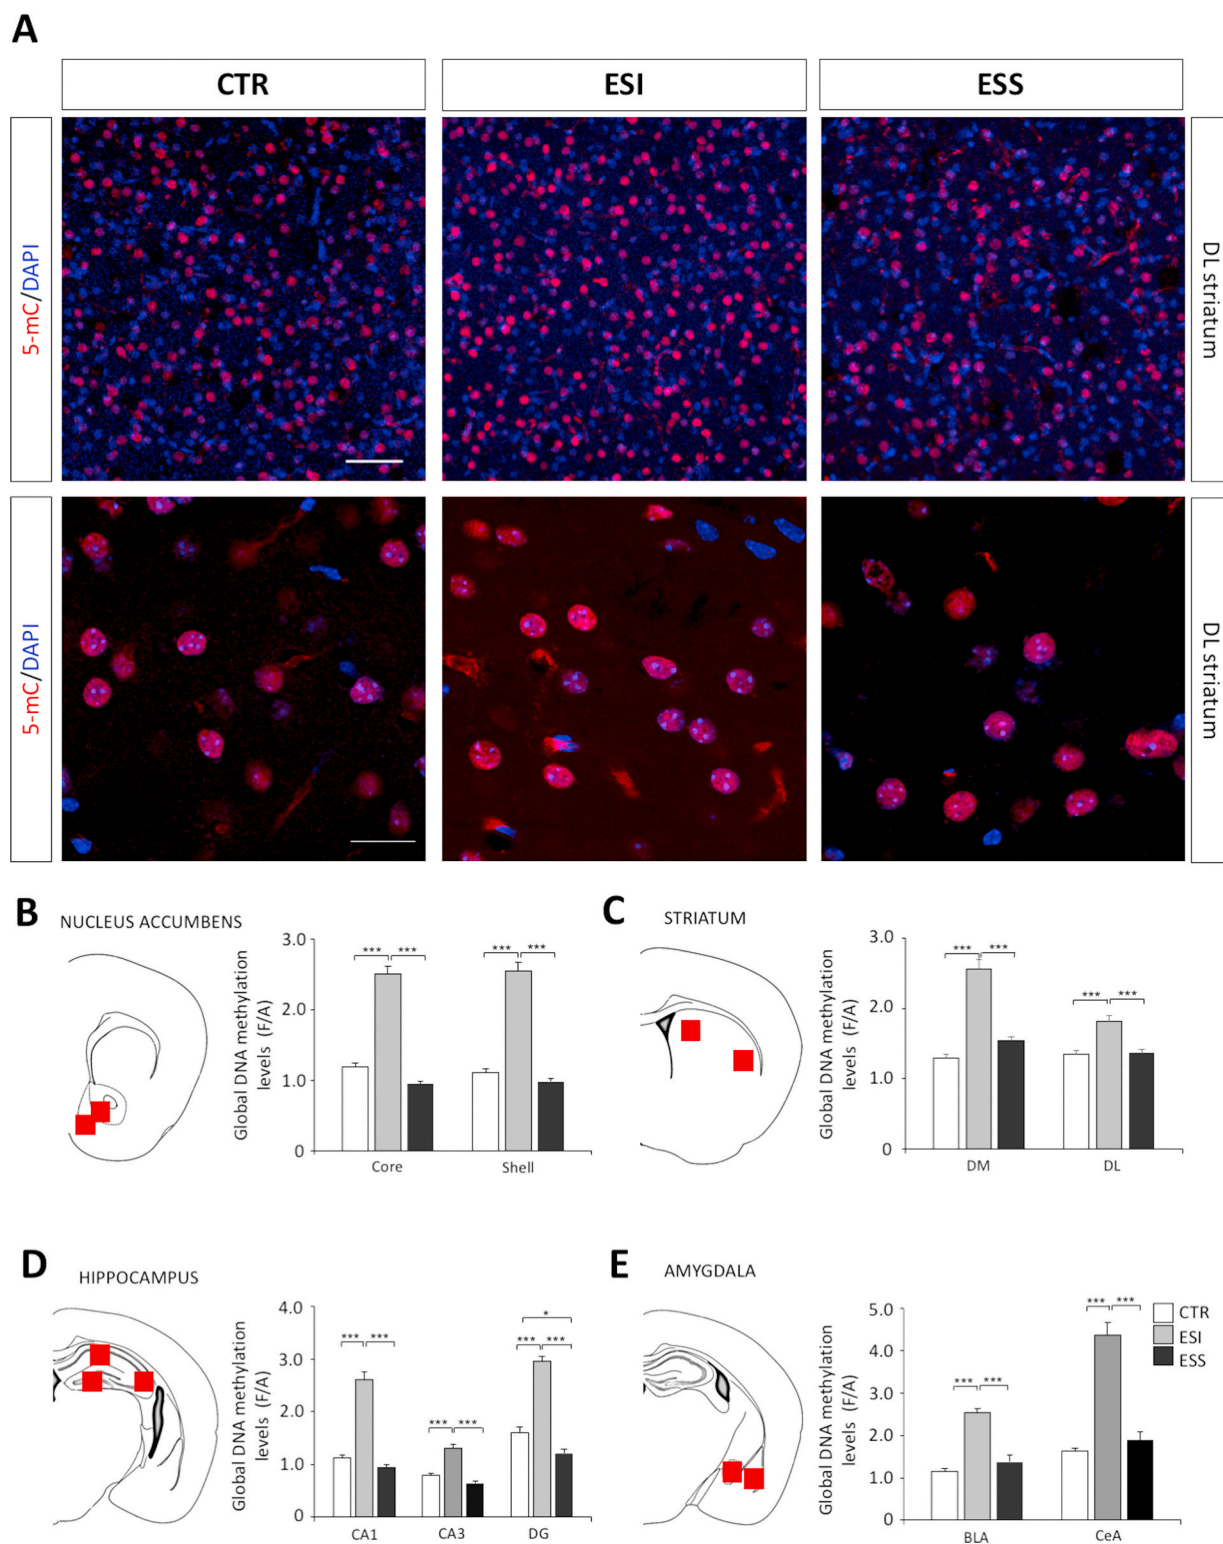 A
CTR
ESI
ESS
5-mC/DAPI
DL striatum
5-mC/DAPI
DL striatum
B
NUCLEUS ACCUMBENS
Global DNA methylation
levels (F/A)
3.0
2.0
1.0
0
*** ***
*** ***
Core
Shell
C
STRIATUM
Global DNA methylation
levels (F/A)
3.0
2.0
1.0
0
*** ***
*** ***
DM
DL
D
HIPPOCAMPUS
Global DNA methylation
levels (F/A)
4.0
3.0
2.0
1.0
0
*** ***
*** ***
*
*** ***
CA1
CA3
DG
E
AMYGDALA
Global DNA methylation
levels (F/A)
5.0
4.0
3.0
2.0
1.0
0
*** ***
*** ***
BLA
CeA
CTR
ESI
ESS